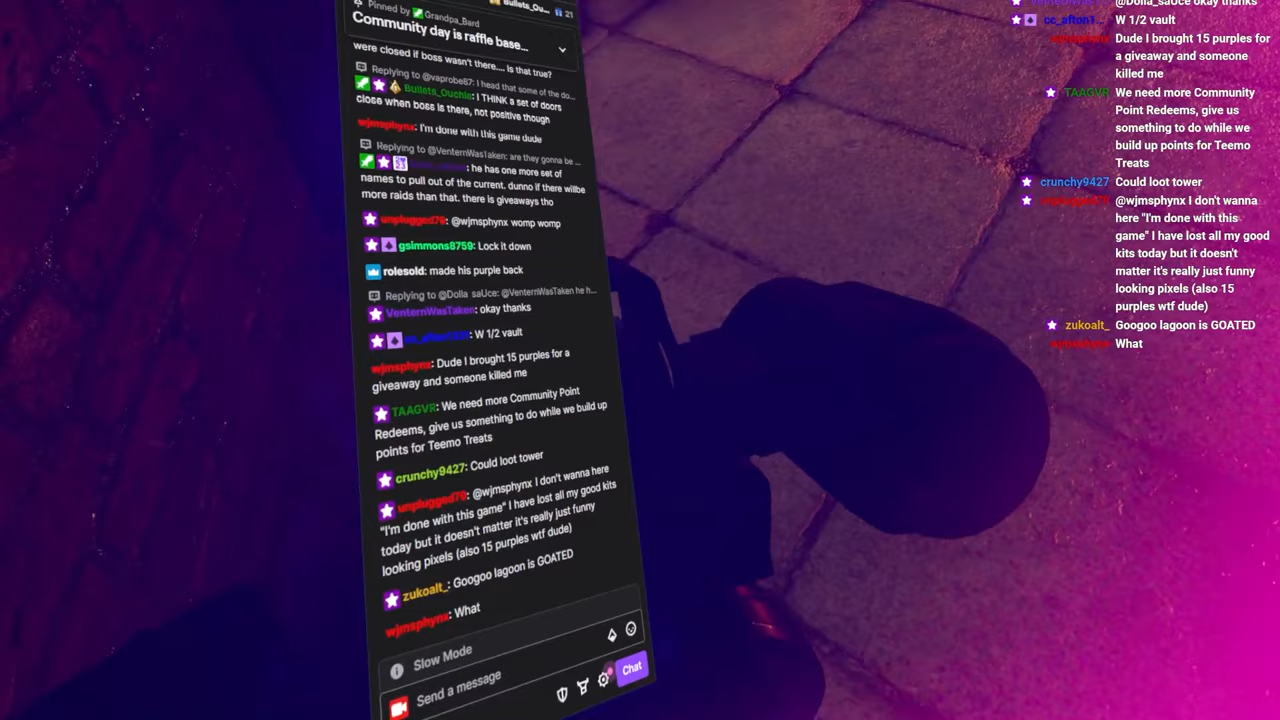 Pinned by Grandpa_Bard
Bullets_Ou... 21
Community day is raffle base...
were closed if boss wasn't there.... Is that true?
Replying to @vaprobe87: I head that some of the do...
Bullets_Ouchie: I THINK a set of doors
close when boss is there, not positive though
wjmsphynx: I'm done with this game dude
Replying to @VenternWasTaken: are they gonna be ...
: he has one more set of
names to pull out of the current. dunno if there willbe
more raids than that. there is giveaways tho
unplugged79: @wjmsphynx womp womp
gsimmons8759: Lock it down
rolesold: made his purple back
Replying to @Dolla_saUce: @VenternWasTaken he h...
VenternWasTaken: okay thanks
: W 1/2 vault
wjmsphynx: Dude I brought 15 purples for a
giveaway and someone killed me
TAAGVR: We need more Community Point
Redeems, give us something to do while we build up
points for Teemo Treats
crunchy9427: Could loot tower
unplugged79: @wjmsphynx I don't wanna here
"I'm done with this game" I have lost all my good kits
today but it doesn't matter it's really just funny
looking pixels (also 15 purples wtf dude)
zukoalt_: Googoo lagoon is GOATED
wjmsphynx: What
Slow Mode
Send a message
Chat
@Dolla_saUce okay thanks
cc_afton1... W 1/2 vault
wjmsphynx Dude I brought 15 purples for
a giveaway and someone
killed me
TAAGVR We need more Community
Point Redeems, give us
something to do while we
build up points for Teemo
Treats
crunchy9427 Could loot tower
unplugged79 @wjmsphynx I don't wanna
here "I'm done with this
game" I have lost all my good
kits today but it doesn't
matter it's really just funny
looking pixels (also 15
purples wtf dude)
zukoalt_ Googoo lagoon is GOATED
wjmsphynx What